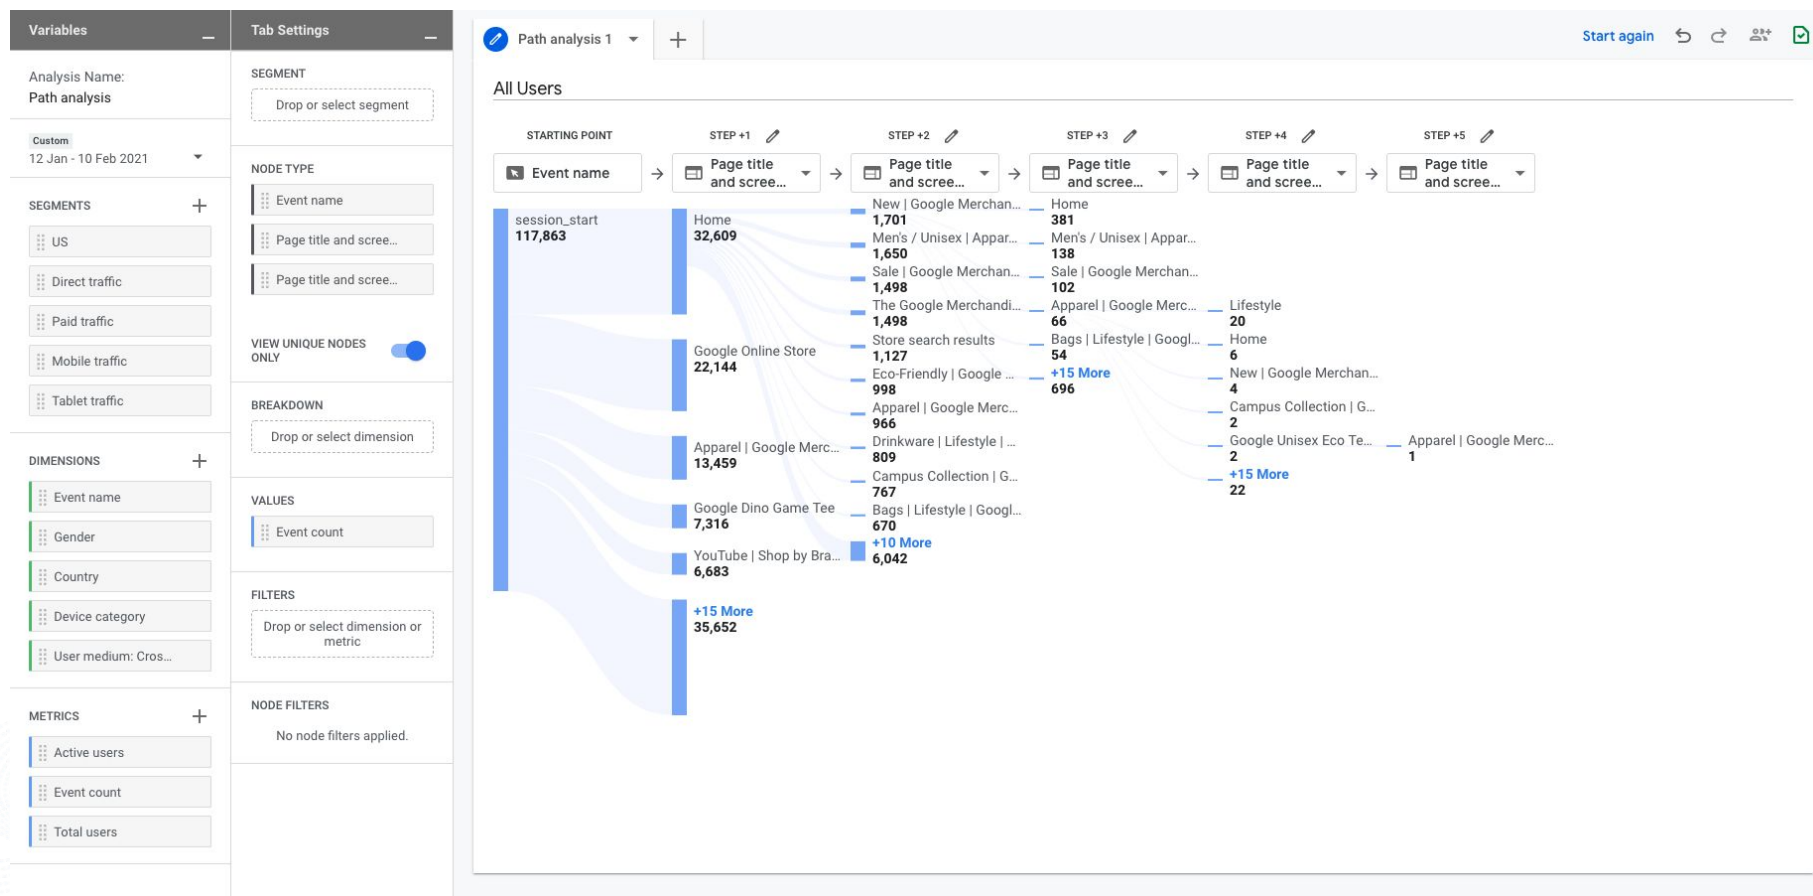 Variables
Analysis Name:
Path analysis
Custom
12 Jan - 10 Feb 2021
SEGMENTS
US
Direct traffic
Paid traffic
Mobile traffic
Tablet traffic
DIMENSIONS
Event name
Gender
Country
Device category
User medium: Cros...
METRICS
Active users
Event count
Total users
Tab Settings
SEGMENT
Drop or select segment
NODE TYPE
Event name
Page title and scree...
Page title and scree...
VIEW UNIQUE NODES
ONLY
BREAKDOWN
Drop or select dimension
VALUES
Event count
FILTERS
Drop or select dimension or
metric
NODE FILTERS
No node filters applied.
Path analysis 1
Start again
All Users
STARTING POINT
Event name
session_start
117,863
STEP +1
Page title
and scree...
Home
32,609
Google Online Store
22,144
Apparel | Google Merc...
13,459
Google Dino Game Tee
7,316
YouTube | Shop by Bra...
6,683
+15 More
35,652
STEP +2
Page title
and scree...
New | Google Merchan...
1,701
Men's / Unisex | Appar...
1,650
Sale | Google Merchan...
1,498
The Google Merchandi...
1,498
Store search results
1,127
Eco-Friendly | Google ...
998
Apparel | Google Merc...
966
Drinkware | Lifestyle | ...
809
Campus Collection | G...
767
Bags | Lifestyle | Googl...
670
+10 More
6,042
STEP +3
Page title
and scree...
Home
381
Men's / Unisex | Appar...
138
Sale | Google Merchan...
102
Apparel | Google Merc...
66
Bags | Lifestyle | Googl...
54
+15 More
696
STEP +4
Page title
and scree...
Lifestyle
20
Home
6
New | Google Merchan...
4
Campus Collection | G...
2
Google Unisex Eco Te...
2
+15 More
22
STEP +5
Page title
and scree...
Apparel | Google Merc...
1